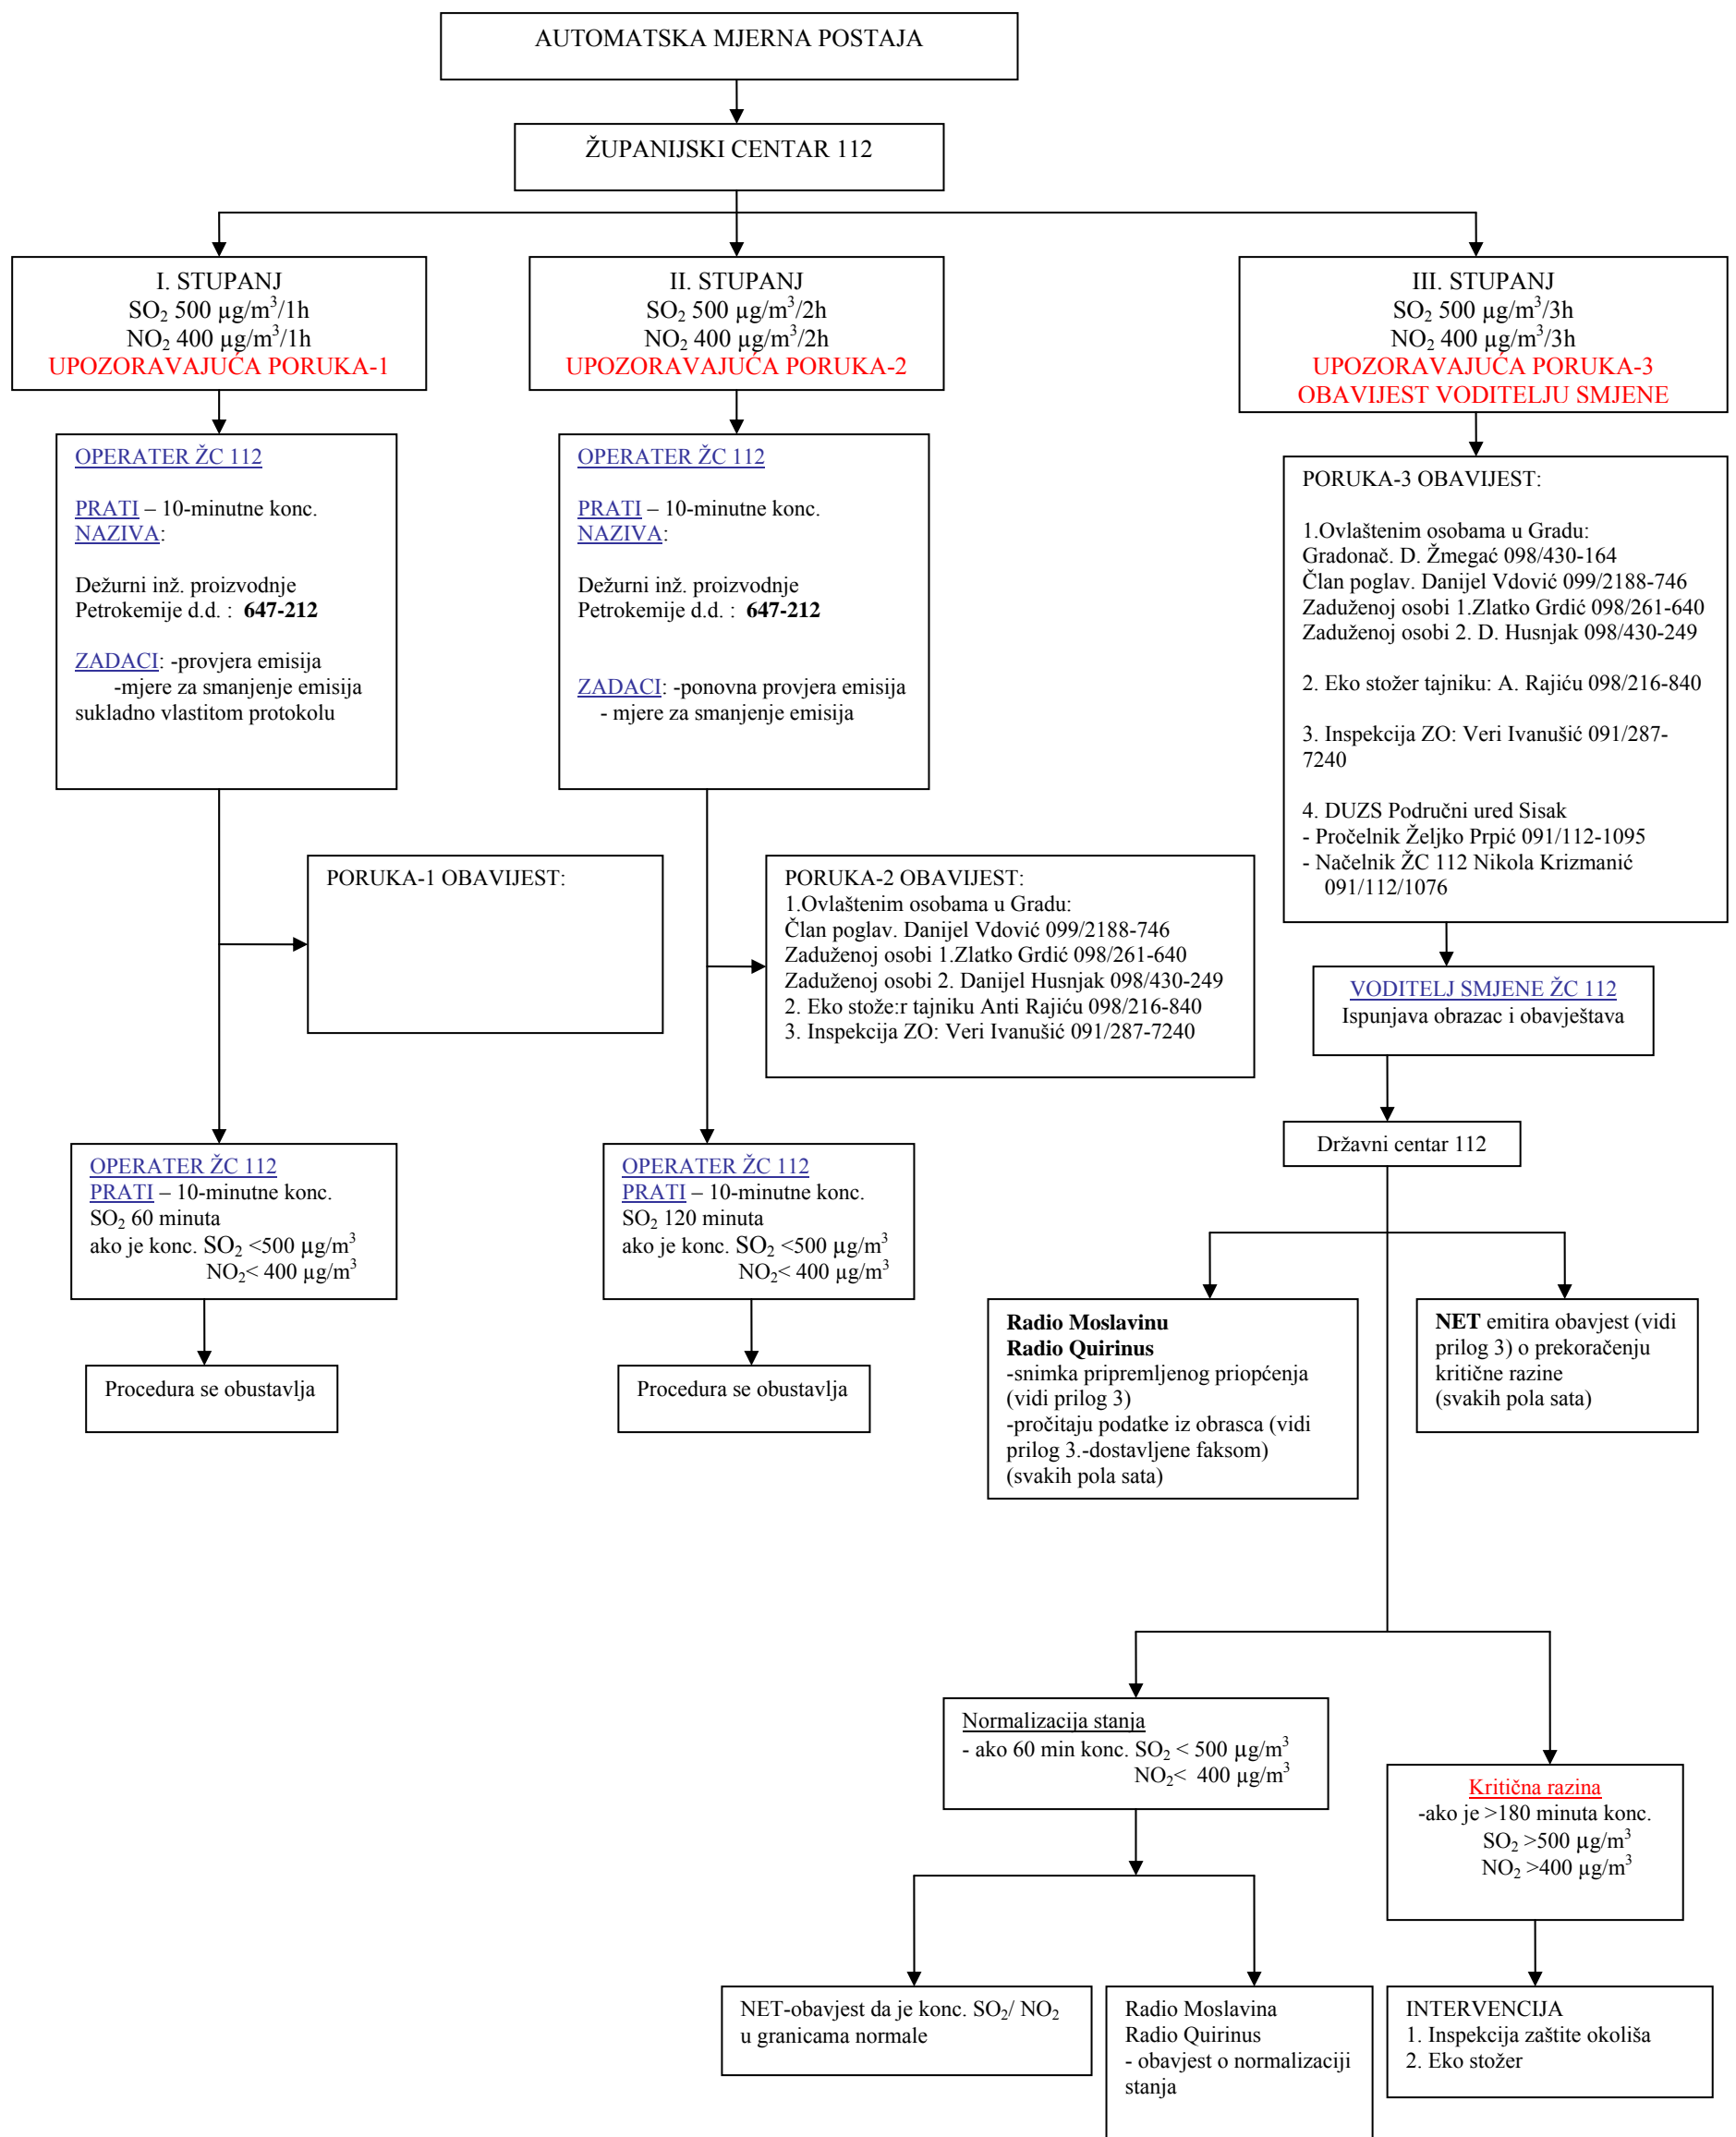 AUTOMATSKA MJERNA POSTAJA
ŽUPANIJSKI CENTAR 112
I. STUPANJ
SO₂ 500 µg/m³/1h
NO₂ 400 µg/m³/1h
UPOZORAVAJUĆA PORUKA-1
II. STUPANJ
SO₂ 500 µg/m³/2h
NO₂ 400 µg/m³/2h
UPOZORAVAJUĆA PORUKA-2
III. STUPANJ
SO₂ 500 µg/m³/3h
NO₂ 400 µg/m³/3h
UPOZORAVAJUĆA PORUKA-3
OBAVIJEST VODITELJU SMJENE
OPERATER ŽC 112
PRATI – 10-minutne konc.
NAZIVA:
Dežurni inž. proizvodnje
Petrokemije d.d. : 647-212
ZADACI: -provjera emisija
-mjere za smanjenje emisija
sukladno vlastitom protokolu
OPERATER ŽC 112
PRATI – 10-minutne konc.
NAZIVA:
Dežurni inž. proizvodnje
Petrokemije d.d. : 647-212
ZADACI: -ponovna provjera emisija
- mjere za smanjenje emisija
PORUKA-3 OBAVIJEST:
1.Ovlaštenim osobama u Gradu:
Gradonač. D. Žmegać 098/430-164
Član poglav. Danijel Vdović 099/2188-746
Zaduženoj osobi 1.Zlatko Grdić 098/261-640
Zaduženoj osobi 2. D. Husnjak 098/430-249
2. Eko stožer tajniku: A. Rajiću 098/216-840
3. Inspekcija ZO: Veri Ivanušić 091/287-
7240
4. DUZS Područni ured Sisak
- Pročelnik Željko Prpić 091/112-1095
- Načelnik ŽC 112 Nikola Krizmanić
091/112/1076
PORUKA-1 OBAVIJEST:
PORUKA-2 OBAVIJEST:
1.Ovlaštenim osobama u Gradu:
Član poglav. Danijel Vdović 099/2188-746
Zaduženoj osobi 1.Zlatko Grdić 098/261-640
Zaduženoj osobi 2. Danijel Husnjak 098/430-249
2. Eko stože:r tajniku Anti Rajiću 098/216-840
3. Inspekcija ZO: Veri Ivanušić 091/287-7240
VODITELJ SMJENE ŽC 112
Ispunjava obrazac i obavještava
Državni centar 112
OPERATER ŽC 112
PRATI – 10-minutne konc.
SO₂ 60 minuta
ako je konc. SO₂ <500 µg/m³
NO₂< 400 µg/m³
OPERATER ŽC 112
PRATI – 10-minutne konc.
SO₂ 120 minuta
ako je konc. SO₂ <500 µg/m³
NO₂< 400 µg/m³
Procedura se obustavlja
Procedura se obustavlja
Radio Moslavinu
Radio Quirinus
-snimka pripremljenog priopćenja
(vidi prilog 3)
-pročitaju podatke iz obrasca (vidi
prilog 3.-dostavljene faksom)
(svakih pola sata)
NET emitira obavjest (vidi
prilog 3) o prekoračenju
kritične razine
(svakih pola sata)
Normalizacija stanja
- ako 60 min konc. SO₂ < 500 µg/m³
NO₂< 400 µg/m³
Kritična razina
-ako je >180 minuta konc.
SO₂ >500 µg/m³
NO₂ >400 µg/m³
NET-obavjest da je konc. SO₂/ NO₂
u granicama normale
Radio Moslavina
Radio Quirinus
- obavjest o normalizaciji
stanja
INTERVENCIJA
1. Inspekcija zaštite okoliša
2. Eko stožer